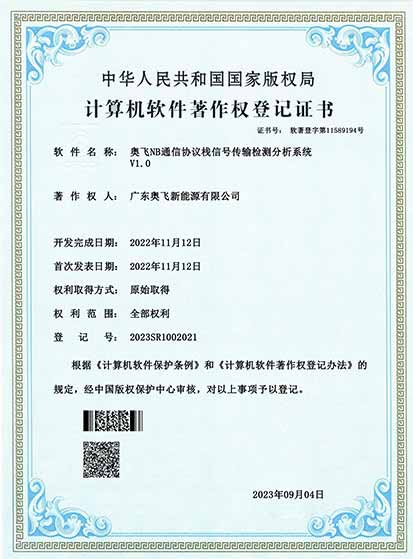 中华人民共和国国家版权局
计算机软件著作权登记证书
证书号： 软著登字第11589194号
软件名称： 奥飞NB通信协议栈信号传输检测分析系统
V1.0
著作权人： 广东奥飞新能源有限公司
开发完成日期： 2022年11月12日
首次发表日期： 2022年11月12日
权利取得方式： 原始取得
权利范围： 全部权利
登记号： 2023SR1002021
根据《计算机软件保护条例》和《计算机软件著作权登记办法》的
规定，经中国版权保护中心审核，对以上事项予以登记。
2023年09月04日